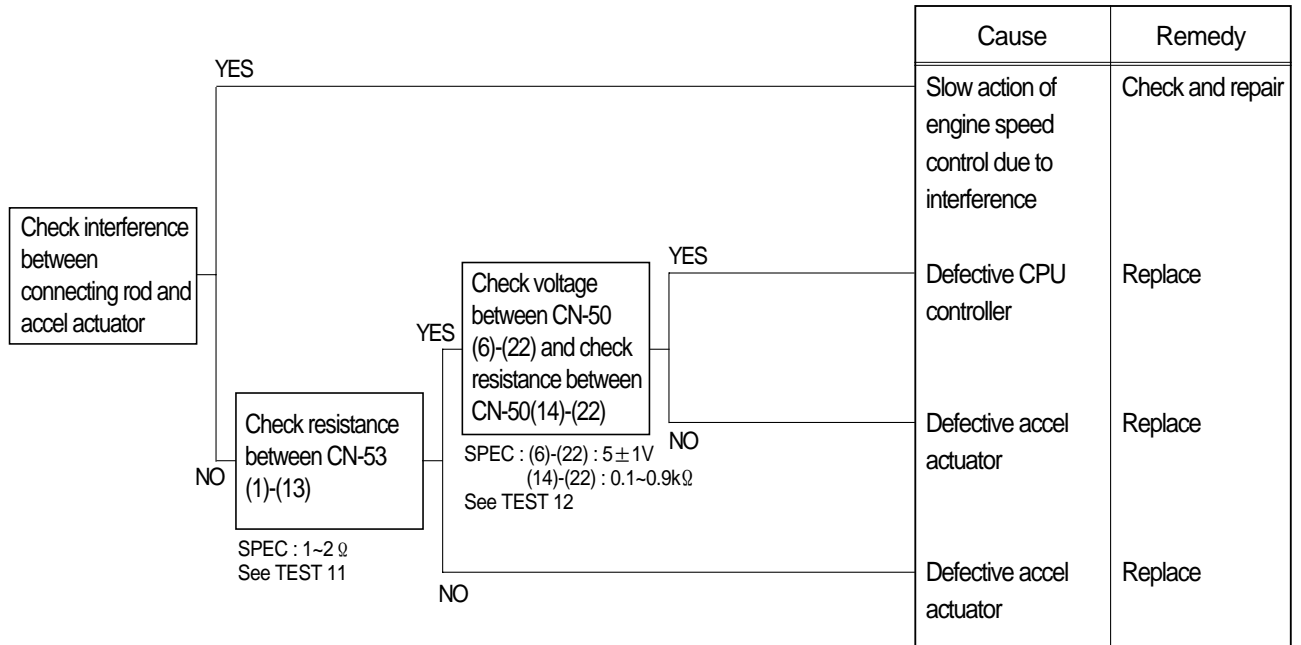 Cause
Remedy
YES
Slow action of
engine speed
control due to
interference
Check and repair
Check interference
between
connecting rod and
accel actuator
YES
Defective CPU
controller
Replace
Check voltage
between CN-50
(6)-(22) and check
resistance between
CN-50(14)-(22)
YES
NO
SPEC : (6)-(22) : 5±1V
(14)-(22) : 0.1~0.9kΩ
See TEST 12
Defective accel
actuator
Replace
NO
Check resistance
between CN-53
(1)-(13)
SPEC : 1~2 Ω
See TEST 11
NO
Defective accel
actuator
Replace